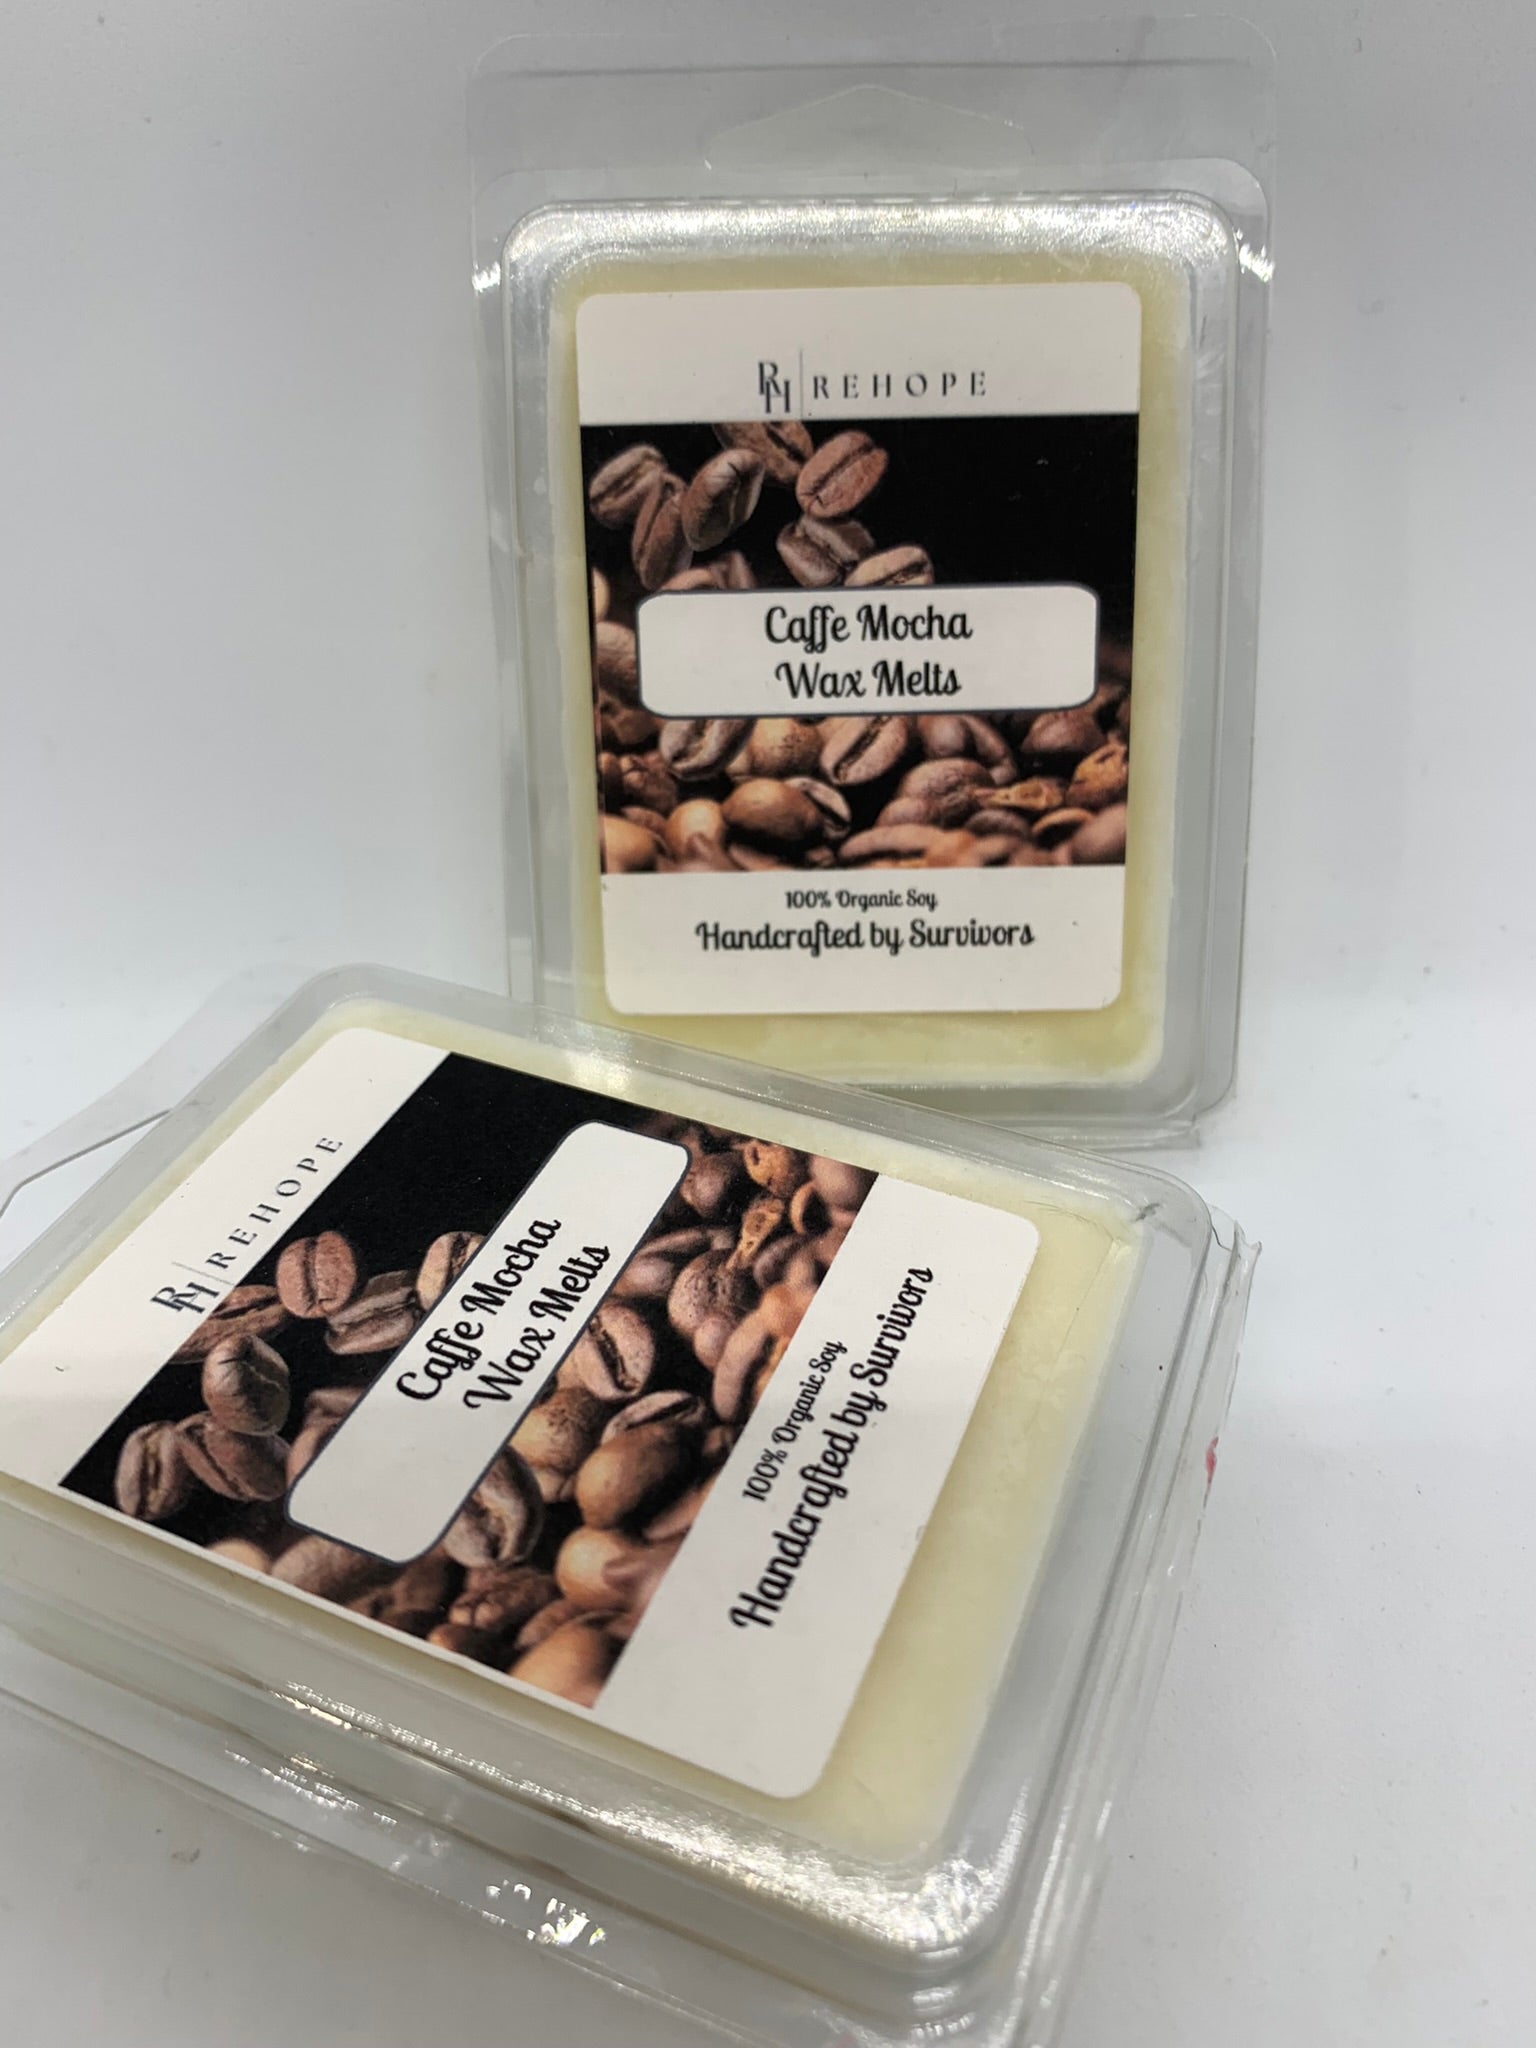 RH REHOPE
Caffe Mocha
Wax Melts
100% Organic Soy
Handcrafted by Survivors
RH REHOPE
Caffe Mocha
Wax Melts
100% Organic Soy
Handcrafted by Survivors